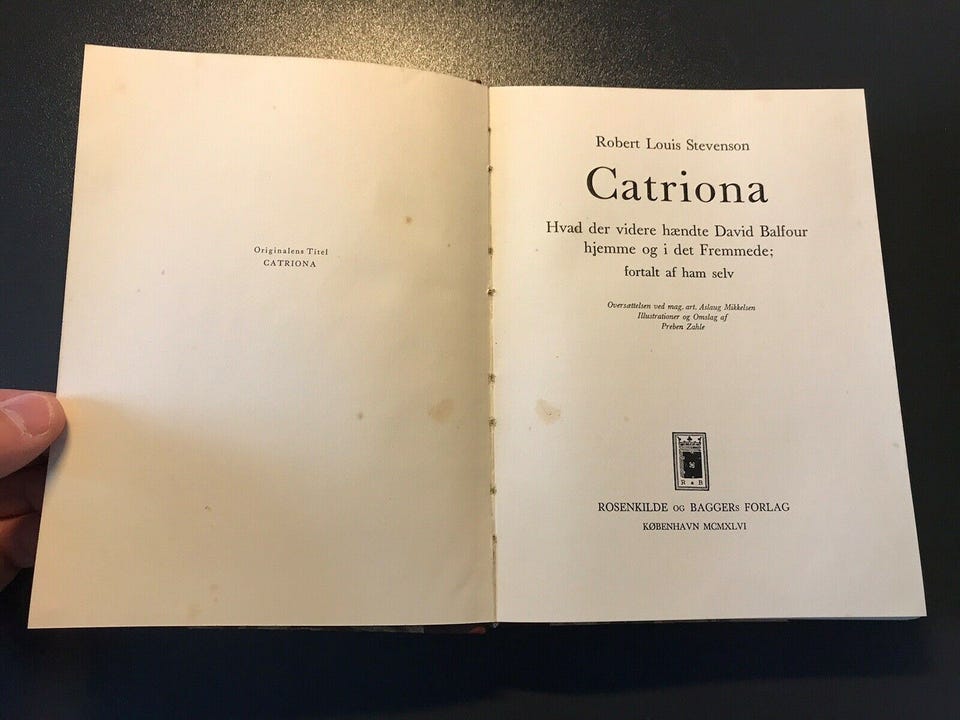 Originalens Titel
CATRIONA
Robert Louis Stevenson
Catriona
Hvad der videre hændte David Balfour
hjemme og i det Fremmede;
fortalt af ham selv
Oversættelsen ved mag. art. Aslaug Mikkelsen
Illustrationer og Omslag af
Preben Zahle
R & B
ROSENKILDE OG BAGGERS FORLAG
KØBENHAVN MCMXLVI